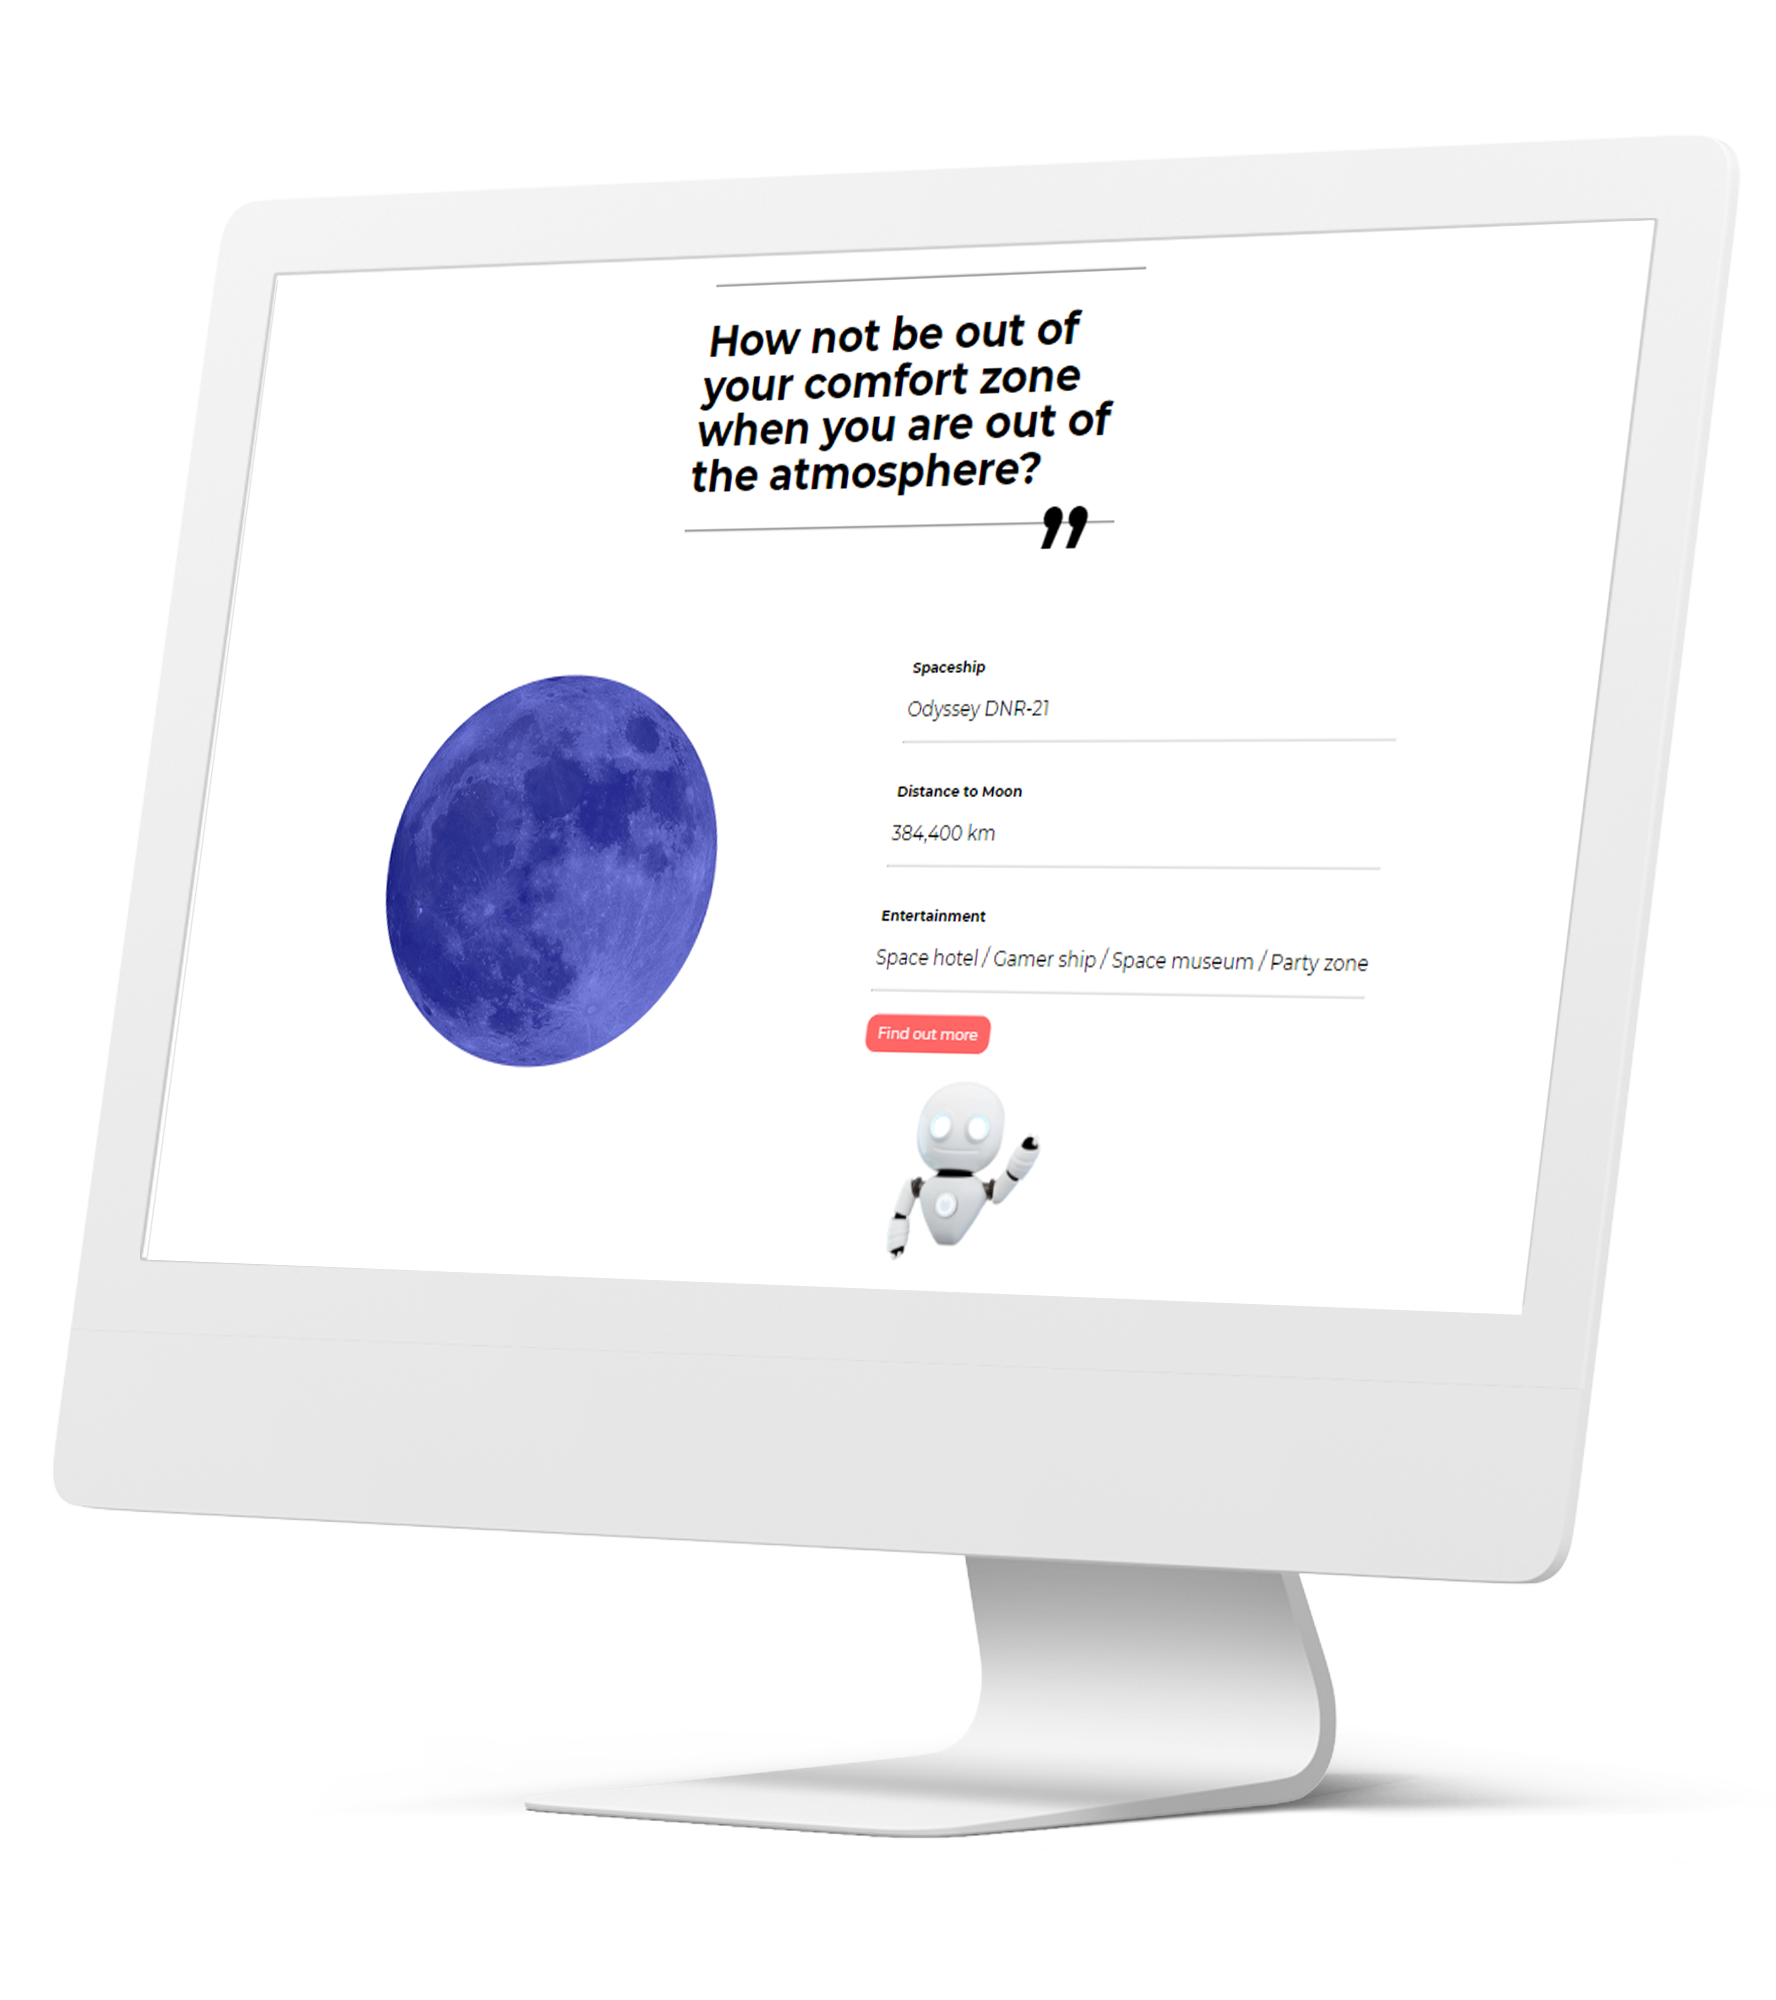 How not be out of
your comfort zone
when you are out of
the atmosphere?
”
Spaceship
Odyssey DNR-21
Distance to Moon
384,400 km
Entertainment
Space hotel / Gamer ship / Space museum / Party zone
Find out more